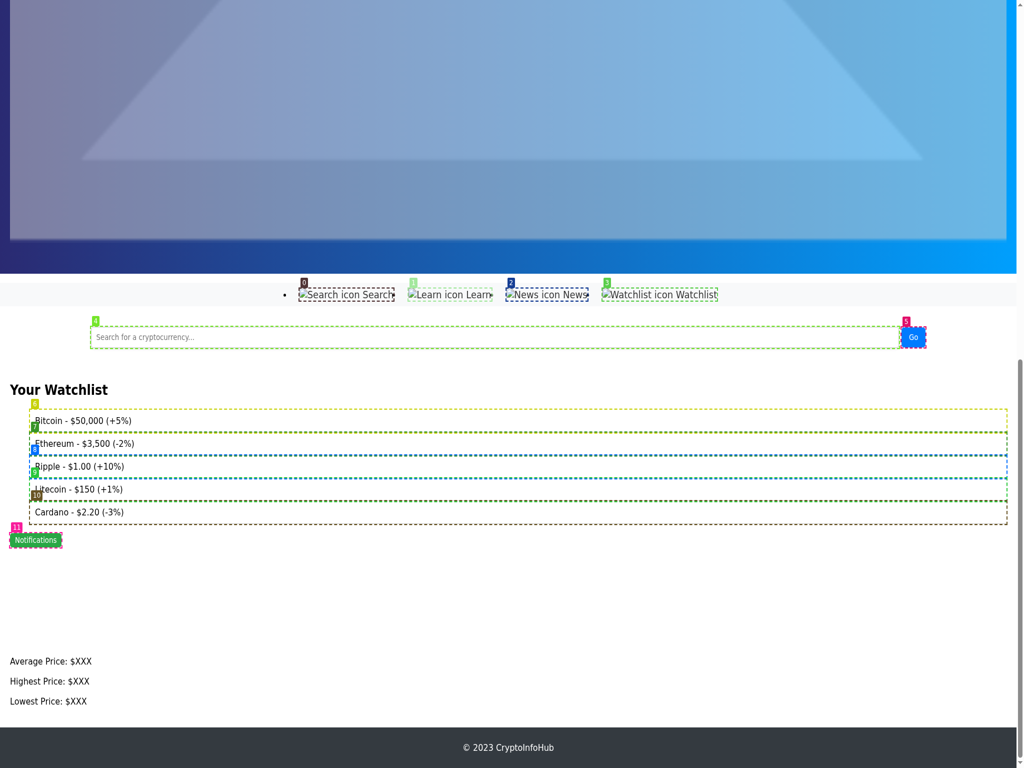 0 1 2 3
Search icon Search Learn icon Learn News icon News Watchlist icon Watchlist
4 5
Search for a cryptocurrency... Go
Your Watchlist
6
Bitcoin - $50,000 (+5%)
7
Ethereum - $3,500 (-2%)
8
Ripple - $1.00 (+10%)
9
Litecoin - $150 (+1%)
10
Cardano - $2.20 (-3%)
11
Notifications
Average Price: $XXX
Highest Price: $XXX
Lowest Price: $XXX
© 2023 CryptoInfoHub